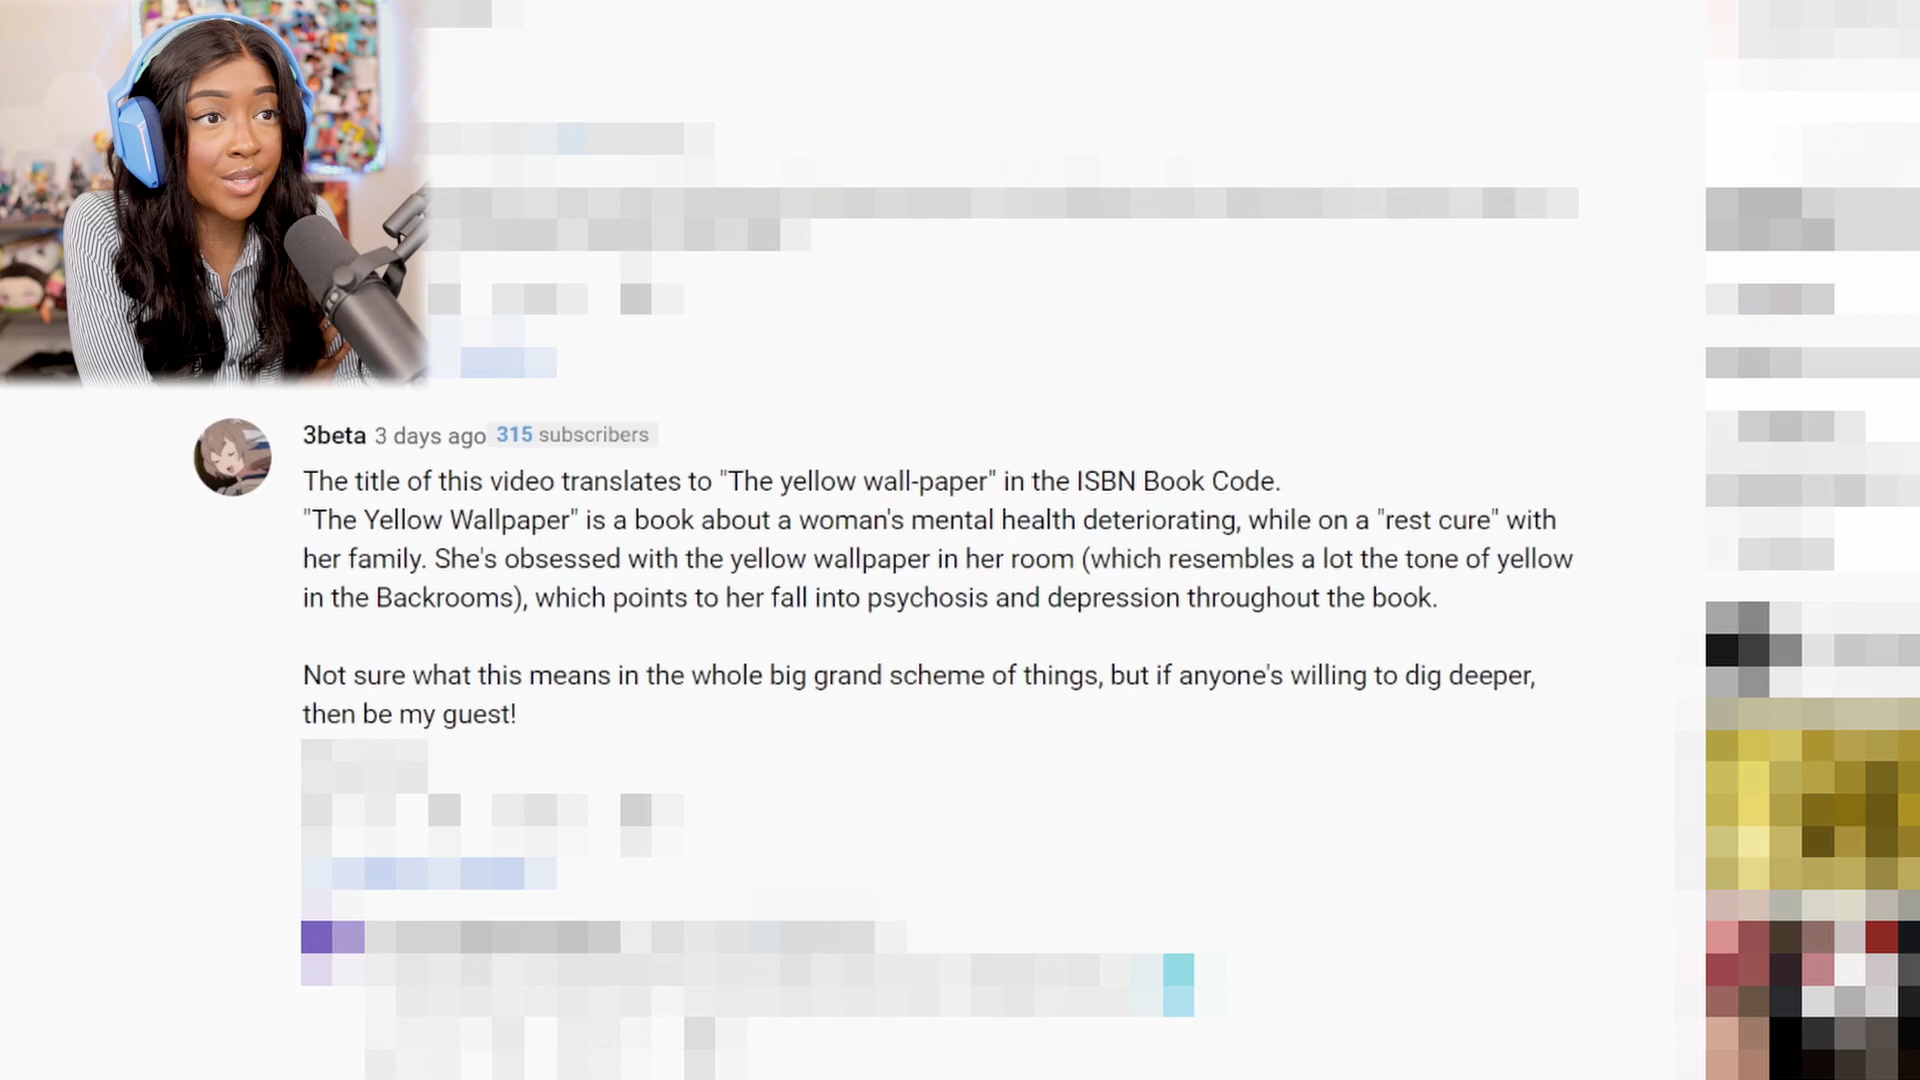 3beta 3 days ago 315 subscribers
The title of this video translates to "The yellow wall-paper" in the ISBN Book Code.
"The Yellow Wallpaper" is a book about a woman's mental health deteriorating, while on a "rest cure" with
her family. She's obsessed with the yellow wallpaper in her room (which resembles a lot the tone of yellow
in the Backrooms), which points to her fall into psychosis and depression throughout the book.
Not sure what this means in the whole big grand scheme of things, but if anyone's willing to dig deeper,
then be my guest!